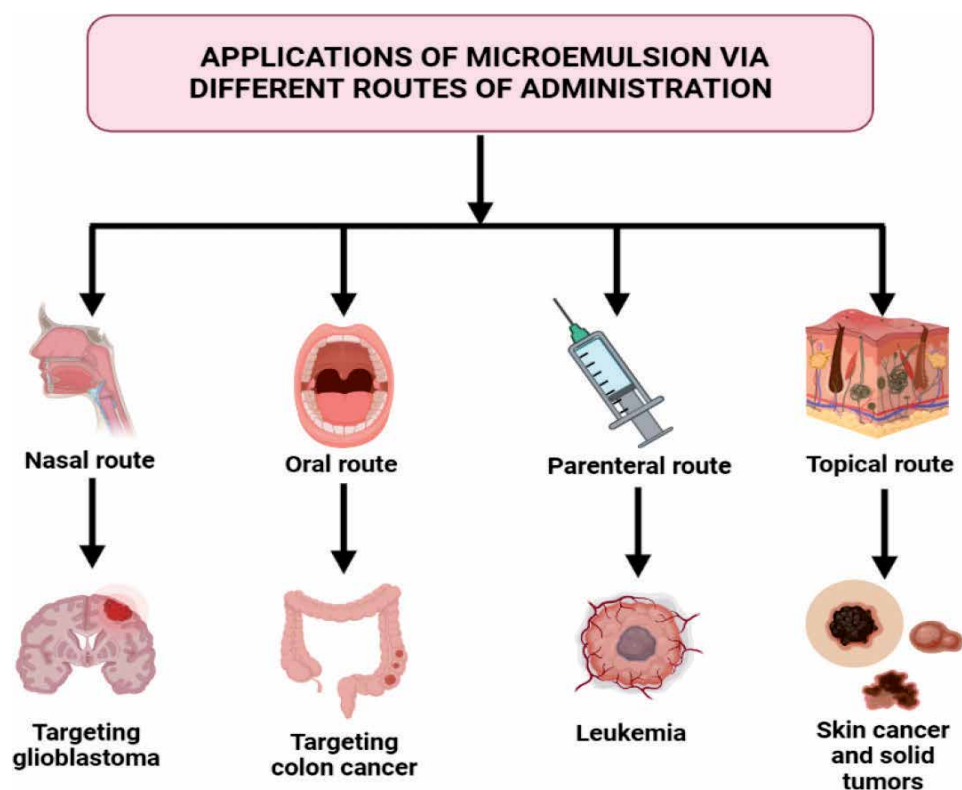 APPLICATIONS OF MICROEMULSION VIA
DIFFERENT ROUTES OF ADMINISTRATION
Nasal route
Oral route
Parenteral route
Topical route
Targeting
glioblastoma
Targeting
colon cancer
Leukemia
Skin cancer
and solid
tumors